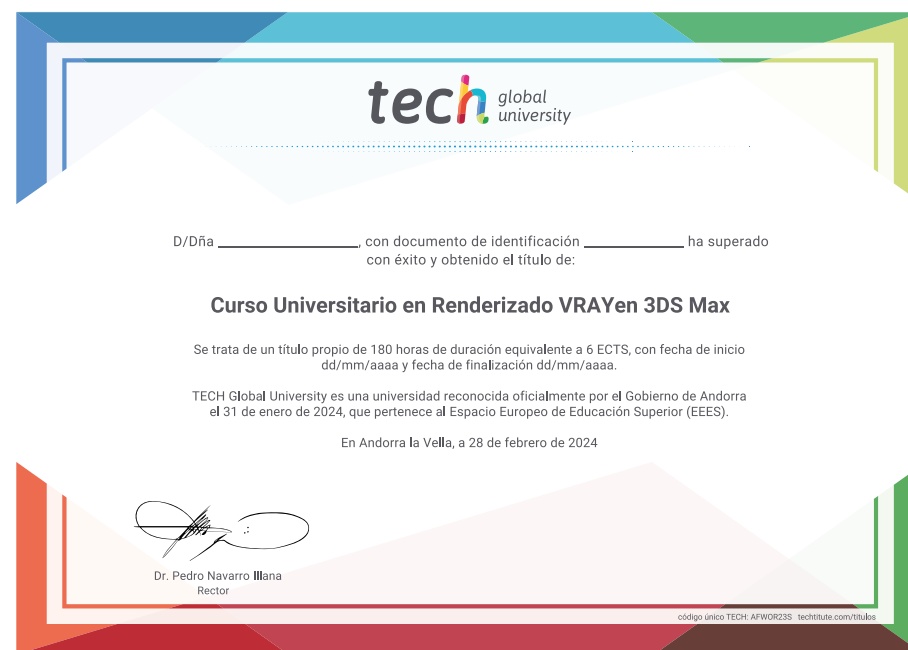 tech global
university
D/Dña ______________, con documento de identificación __________ ha superado
con éxito y obtenido el título de:
Curso Universitario en Renderizado VRAYen 3DS Max
Se trata de un título propio de 180 horas de duración equivalente a 6 ECTS, con fecha de inicio
dd/mm/aaaa y fecha de finalización dd/mm/aaaa.
TECH Global University es una universidad reconocida oficialmente por el Gobierno de Andorra
el 31 de enero de 2024, que pertenece al Espacio Europeo de Educación Superior (EEES).
En Andorra la Vella, a 28 de febrero de 2024
Dr. Pedro Navarro Illana
Rector
código único TECH: AFWOR23S techtitute.com/titulos